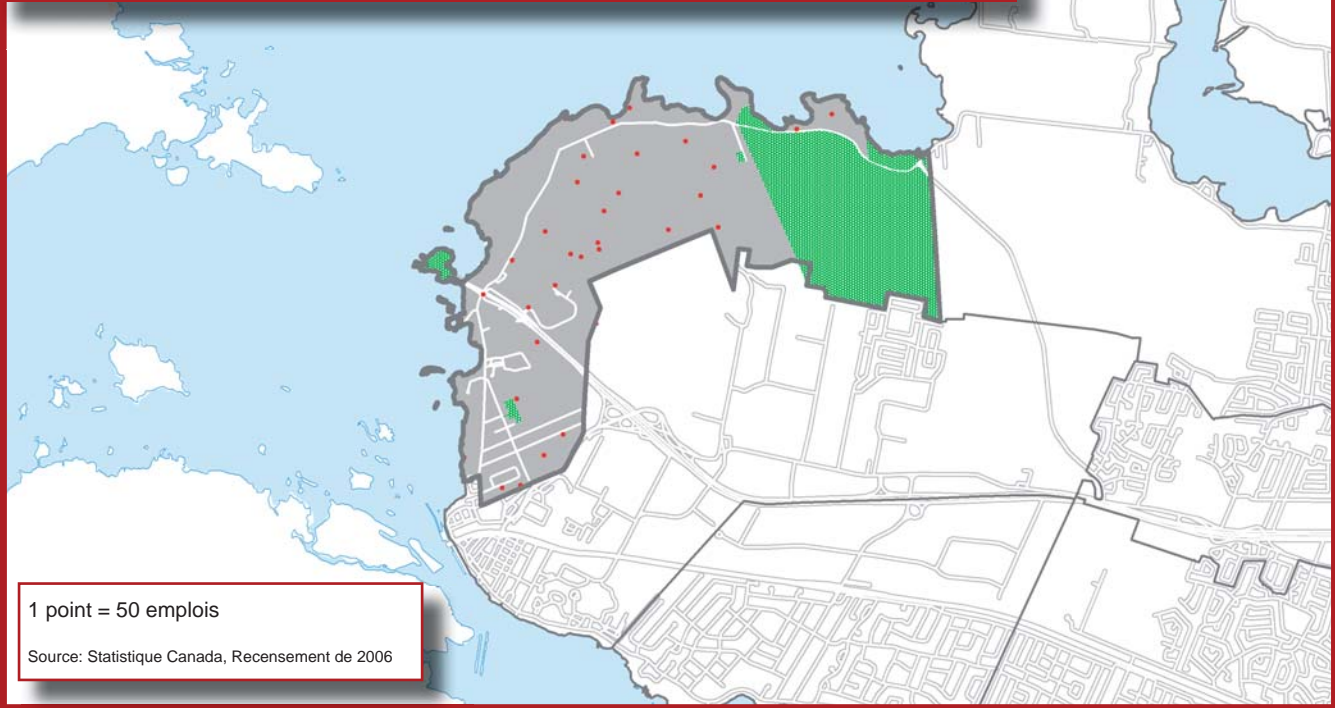 1 point = 50 emplois
Source: Statistique Canada, Recensement de 2006